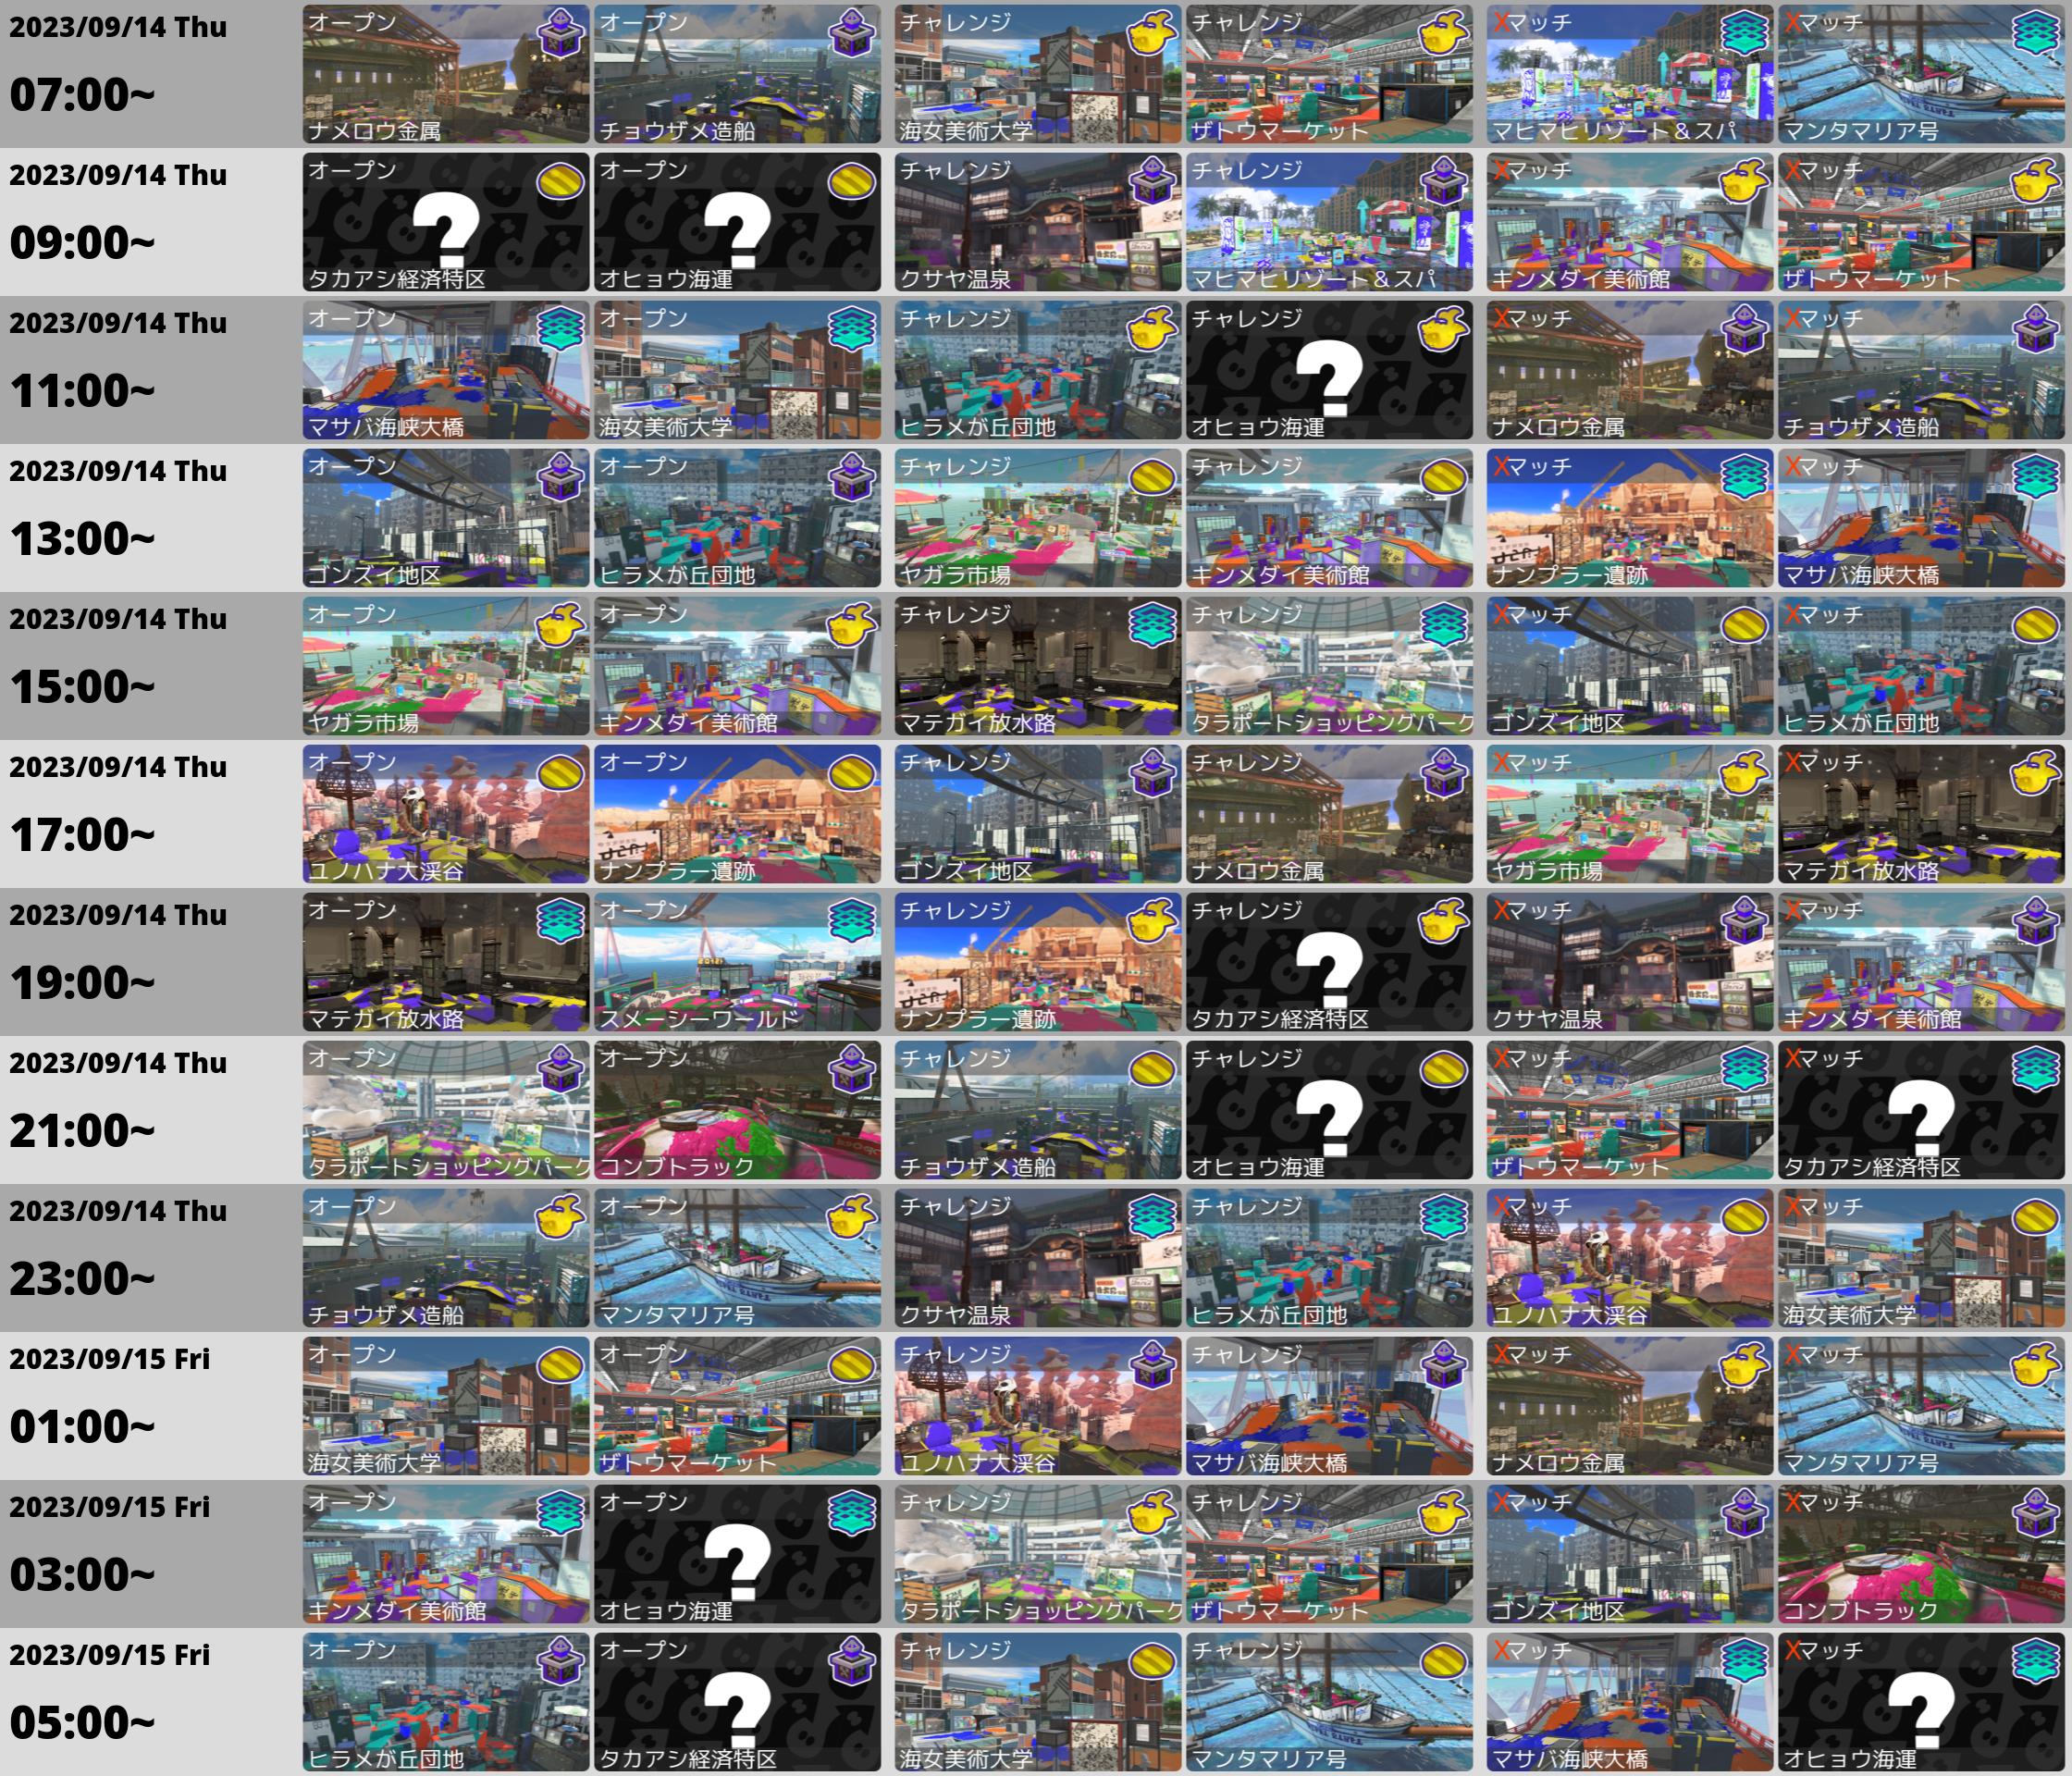 2023/09/14 Thu
07:00~
オープン
ナメロウ金属
オープン
チョウザメ造船
チャレンジ
海女美術大学
チャレンジ
ザトウマーケット
Xマッチ
マヒマヒリゾート＆スパ
Xマッチ
マンタマリア号
2023/09/14 Thu
09:00~
オープン
?
タカアシ経済特区
オープン
?
オヒョウ海運
チャレンジ
クサヤ温泉
チャレンジ
マヒマヒリゾート＆スパ
Xマッチ
キンメダイ美術館
Xマッチ
ザトウマーケット
2023/09/14 Thu
11:00~
オープン
マサバ海峡大橋
オープン
海女美術大学
チャレンジ
ヒラメが丘団地
チャレンジ
?
オヒョウ海運
Xマッチ
ナメロウ金属
Xマッチ
チョウザメ造船
2023/09/14 Thu
13:00~
オープン
ゴンズイ地区
オープン
ヒラメが丘団地
チャレンジ
ヤガラ市場
チャレンジ
キンメダイ美術館
Xマッチ
ナンプラー遺跡
Xマッチ
マサバ海峡大橋
2023/09/14 Thu
15:00~
オープン
ヤガラ市場
オープン
キンメダイ美術館
チャレンジ
マテガイ放水路
チャレンジ
タラポートショッピングパーク
Xマッチ
ゴンズイ地区
Xマッチ
ヒラメが丘団地
2023/09/14 Thu
17:00~
オープン
ユノハナ大渓谷
オープン
ナンプラー遺跡
チャレンジ
ゴンズイ地区
チャレンジ
ナメロウ金属
Xマッチ
ヤガラ市場
Xマッチ
マテガイ放水路
2023/09/14 Thu
19:00~
オープン
マテガイ放水路
オープン
スメーシーワールド
チャレンジ
ナンプラー遺跡
チャレンジ
?
タカアシ経済特区
Xマッチ
クサヤ温泉
Xマッチ
キンメダイ美術館
2023/09/14 Thu
21:00~
オープン
タラポートショッピングパーク
オープン
コンブトラック
チャレンジ
チョウザメ造船
チャレンジ
?
オヒョウ海運
Xマッチ
ザトウマーケット
Xマッチ
?
タカアシ経済特区
2023/09/14 Thu
23:00~
オープン
チョウザメ造船
オープン
マンタマリア号
チャレンジ
クサヤ温泉
チャレンジ
ヒラメが丘団地
Xマッチ
ユノハナ大渓谷
Xマッチ
海女美術大学
2023/09/15 Fri
01:00~
オープン
海女美術大学
オープン
ザトウマーケット
チャレンジ
ユノハナ大渓谷
チャレンジ
マサバ海峡大橋
Xマッチ
ナメロウ金属
Xマッチ
マンタマリア号
2023/09/15 Fri
03:00~
オープン
キンメダイ美術館
オープン
?
オヒョウ海運
チャレンジ
タラポートショッピングパーク
チャレンジ
ザトウマーケット
Xマッチ
ゴンズイ地区
Xマッチ
コンブトラック
2023/09/15 Fri
05:00~
オープン
ヒラメが丘団地
オープン
?
タカアシ経済特区
チャレンジ
海女美術大学
チャレンジ
マンタマリア号
Xマッチ
マサバ海峡大橋
Xマッチ
?
オヒョウ海運